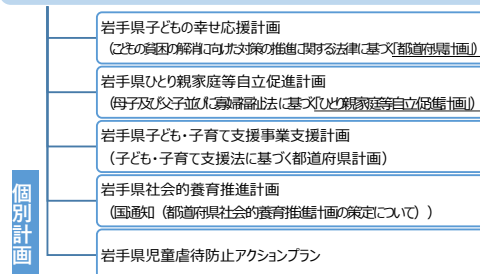 岩手県子どもの幸せ応援計画
（こどもの貧困の解消に向けた対策の推進に関する法律に基づく「都道府県計画」）
岩手県ひとり親家庭等自立促進計画
（母子及び父子並びに寡婦福祉法に基づく「ひとり親家庭等自立促進計画」）
岩手県子ども・子育て支援事業支援計画
（子ども・子育て支援法に基づく都道府県計画）
岩手県社会的養育推進計画
（国通知（都道府県社会的養育推進計画の策定について））
岩手県児童虐待防止アクションプラン
個別計画